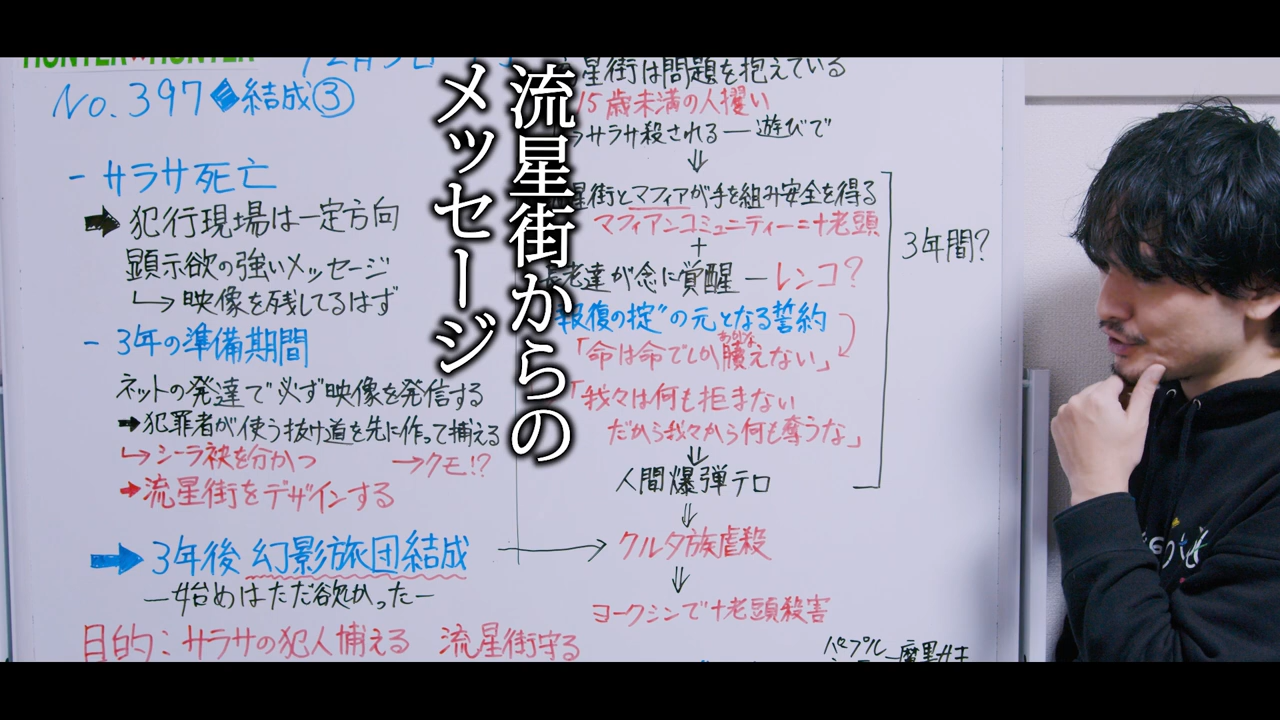 HUNTER×HUNTER
No.397◆結成③
- サラサ死亡
➡ 犯行現場は一定方向
顕示欲の強いメッセージ
↳ 映像を残してるはず
- 3年の準備期間
ネットの発達で必ず映像を発信する
➡ 犯罪者が使う抜け道を先に作って捕える
↳ シーラ袂を分かつ →クモ!?
➡ 流星街をデザインする
➡ 3年後 幻影旅団結成
—始めはただ欲かった—
目的:サラサの犯人捕える 流星街守る
流星街からの
メッセージ
星街は問題を抱えている
15歳未満の人攫い
サラサ殺される — 遊びで
⇓
星街とマフィアが手を組み安全を得る
マフィアンコミュニティー=十老頭
+
老達が念に覚醒 — レンコ?
報復の掟"の元となる誓約
「命は命でしか贖えない」
あがな
「我々は何も拒まない
だから我々から何も奪うな」
⇓
人間爆弾テロ
3年間?
⇓
クルタ族虐殺
⇓
ヨークシンで十老頭殺害